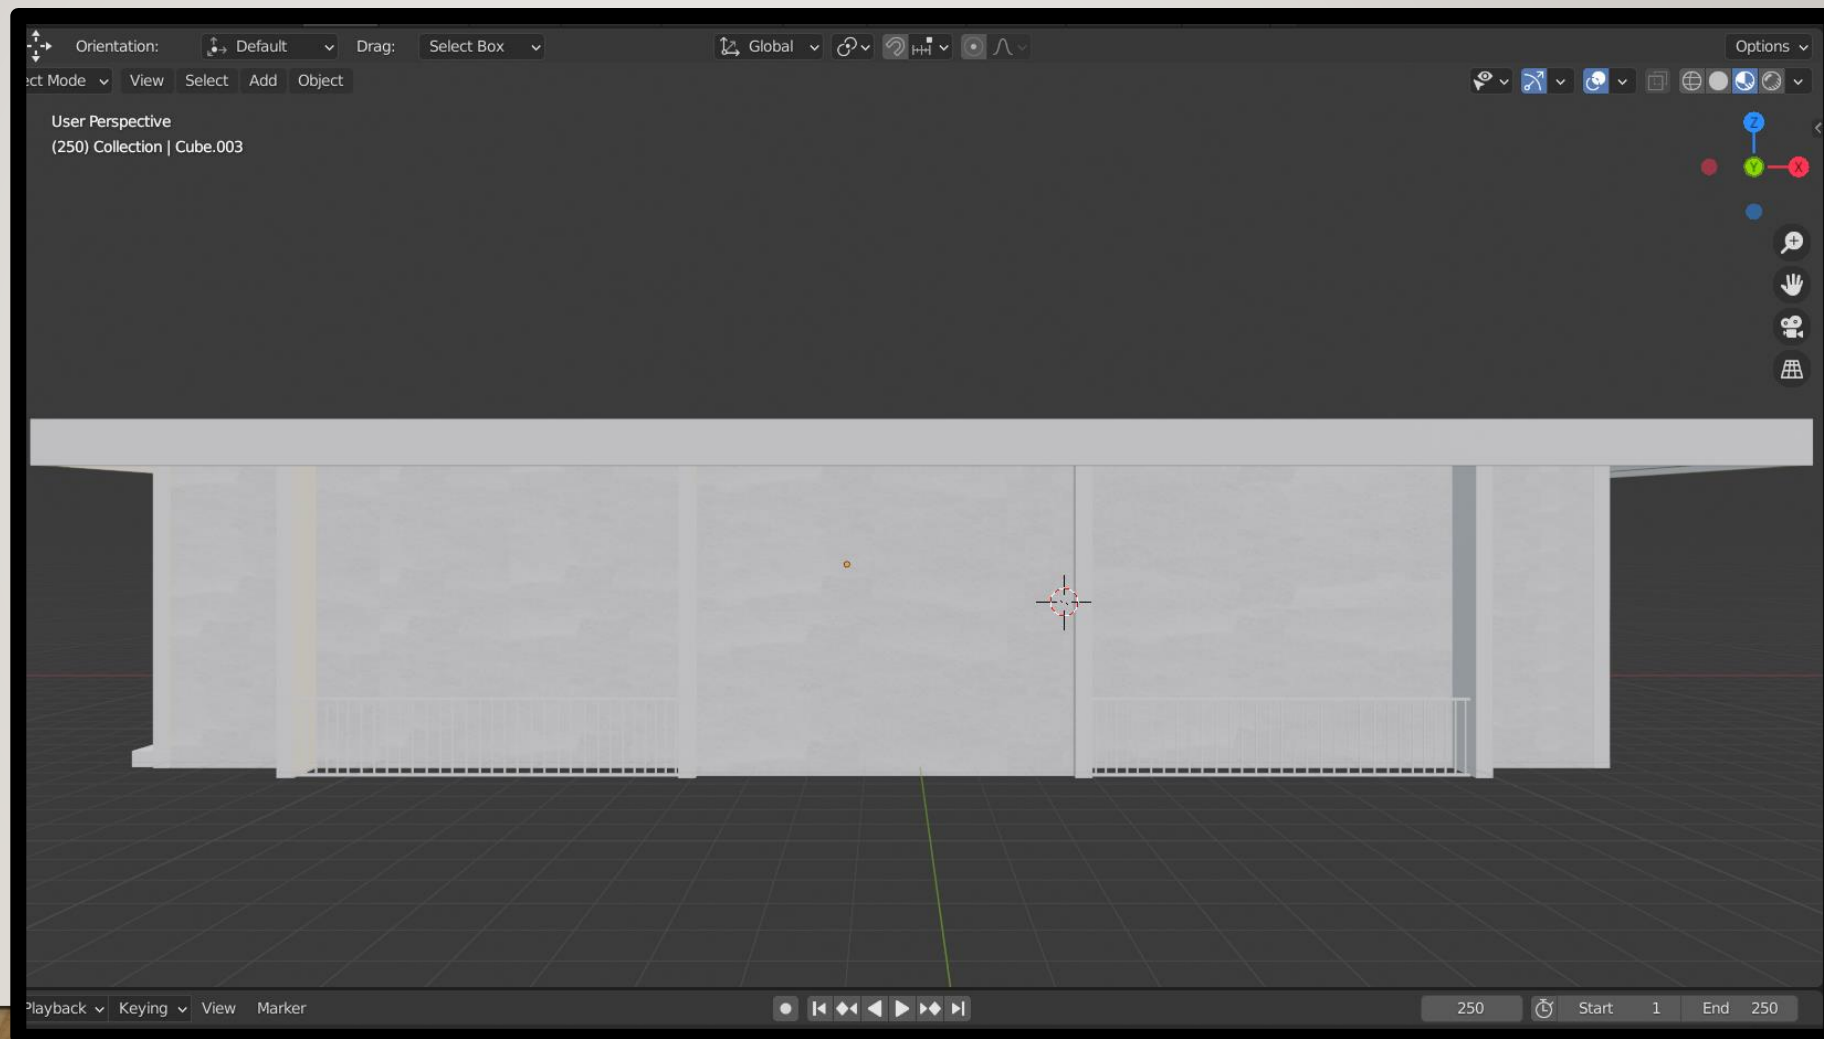 Orientation: Default Drag: Select Box Global Options
ect Mode View Select Add Object
User Perspective
(250) Collection | Cube.003
Z
Y X
Playback Keying View Marker 250 Start 1 End 250